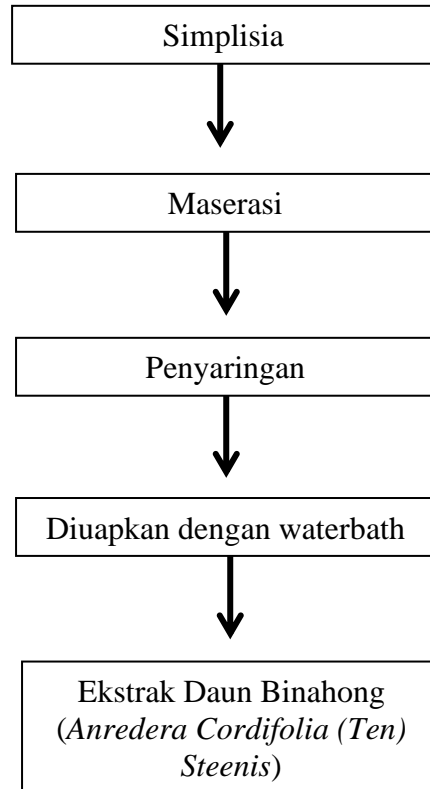 Simplisia
Maserasi
Penyaringan
Diuapkan dengan waterbath
Ekstrak Daun Binahong
(Anredera Cordifolia (Ten)
Steenis)